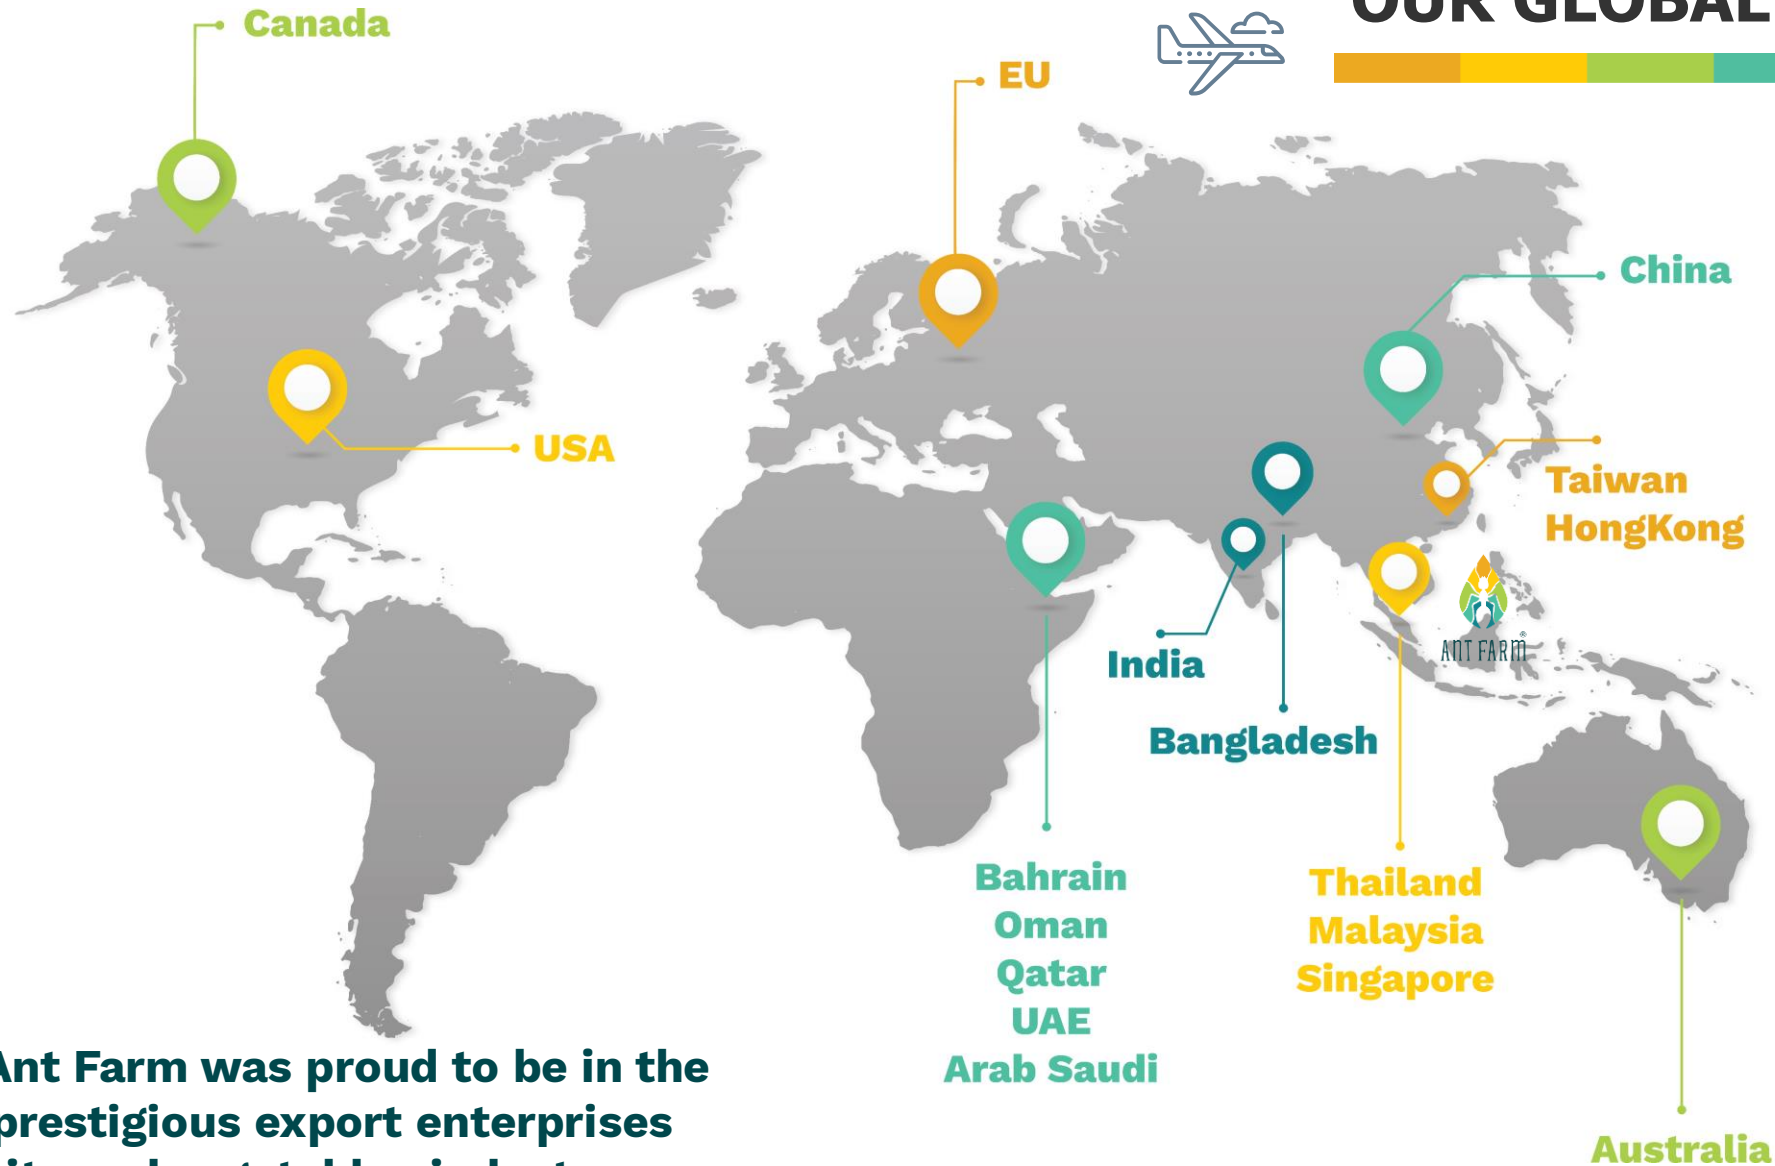 OUR GLOBAL
Canada
EU
China
USA
Taiwan
HongKong
ANT FARM®
India
Bangladesh
Bahrain
Oman
Qatar
UAE
Arab Saudi
Thailand
Malaysia
Singapore
Ant Farm was proud to be in the
prestigious export enterprises
Australia